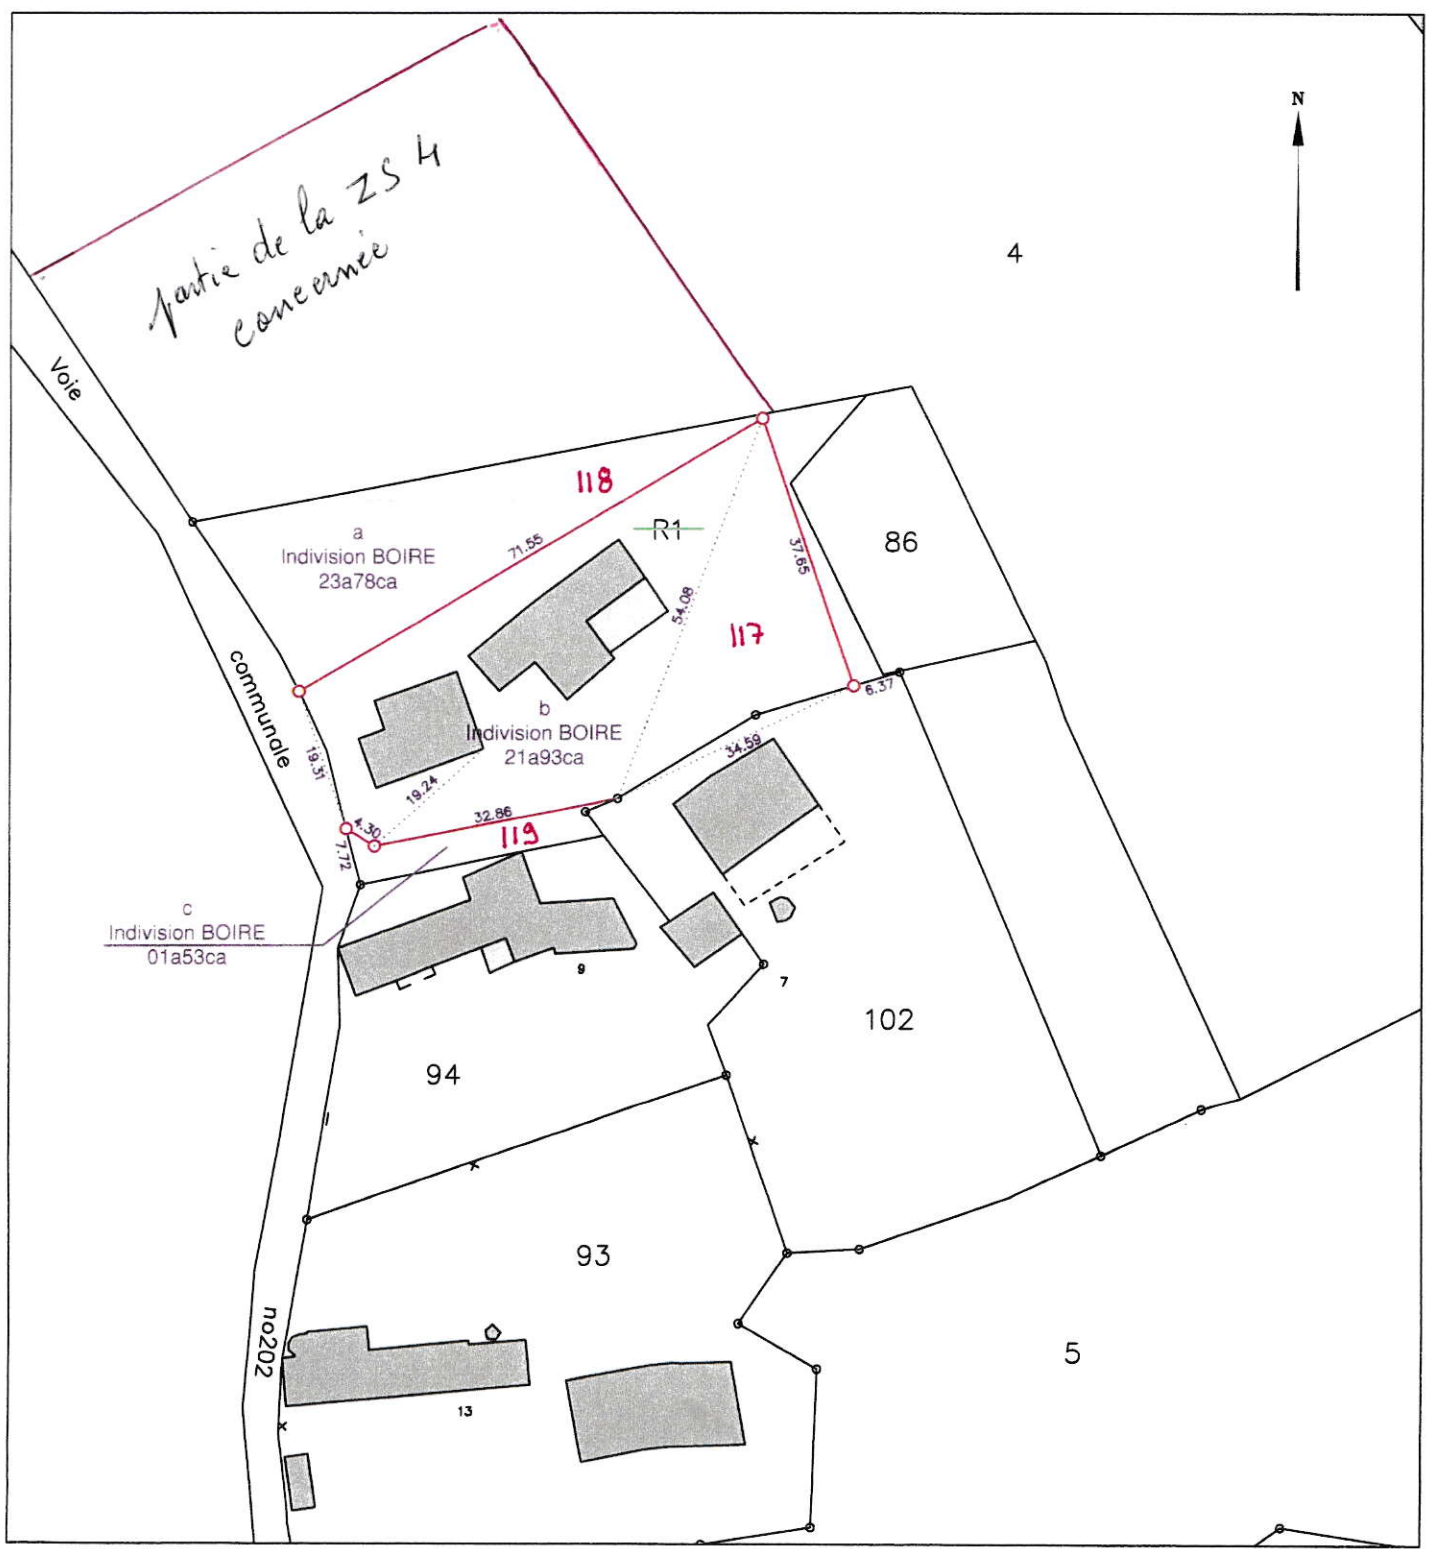 N
partie de la ZS 4
concernée
4
Voie
118
R1
a
Indivision BOIRE
23a78ca
71.55
37.65
86
54.08
117
communale
6.37
b
Indivision BOIRE
21a93ca
34.59
19.31
19.24
32.86
4.30
119
7.72
c
Indivision BOIRE
01a53ca
9
7
102
94
93
no202
5
13